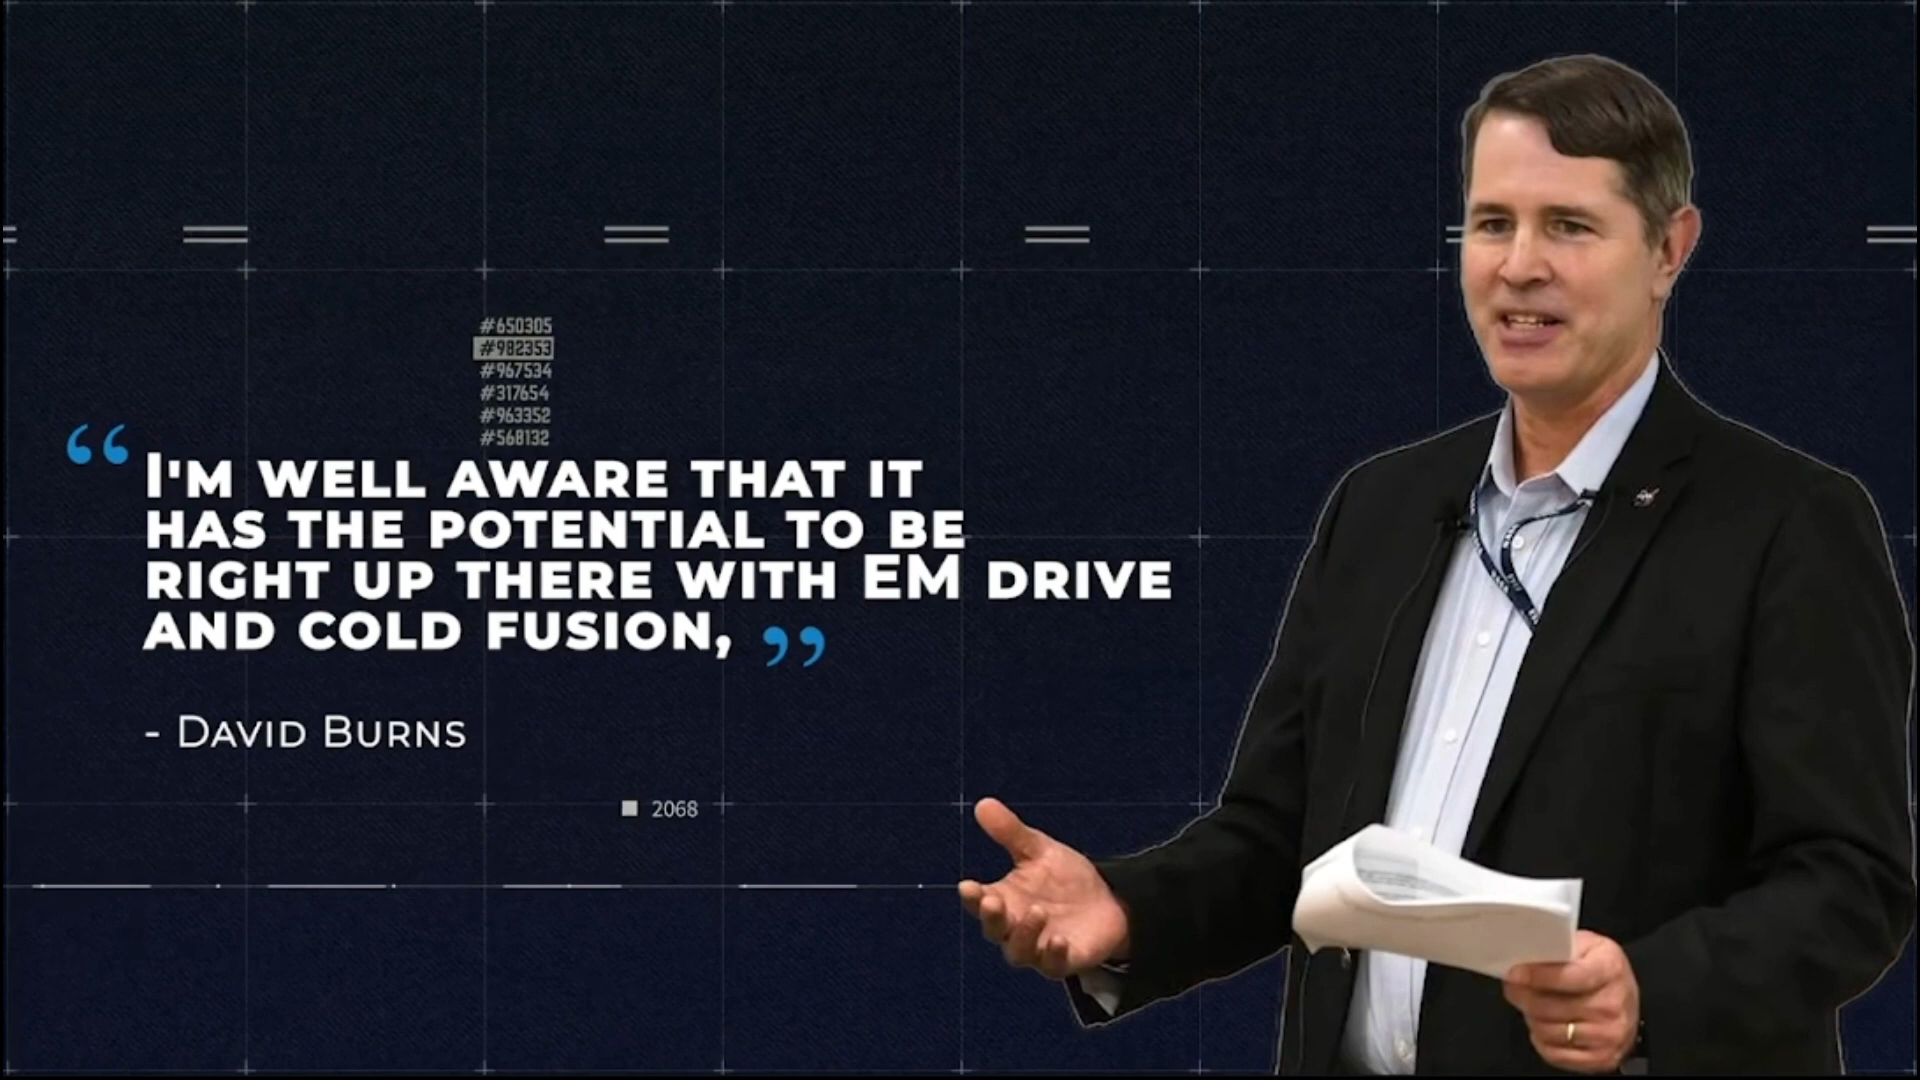 #650305
#982353
#967534
#317654
#963352
#568132
“I'M WELL AWARE THAT IT
HAS THE POTENTIAL TO BE
RIGHT UP THERE WITH EM DRIVE
AND COLD FUSION,”
- DAVID BURNS
2068